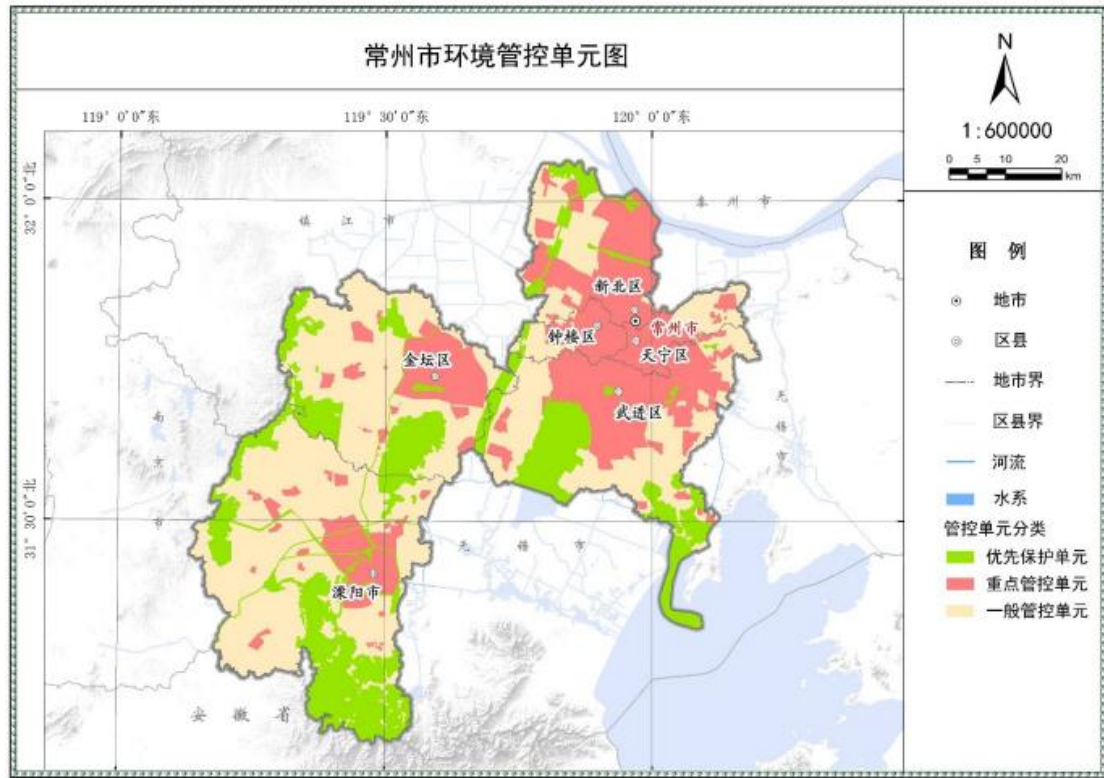 常州市环境管控单元图
N
1:600000
0 5 10 20
km
119° 0'0"东
119° 30'0"东
120° 0'0"东
32° 0'0"北
31° 30'0"北
镇江市
泰州市
南京市
无锡市
无锡市
安徽省
新北区
常州市
钟楼区
天宁区
金坛区
武进区
溧阳市
图 例
地市
区县
地市界
区县界
河流
水系
管控单元分类
优先保护单元
重点管控单元
一般管控单元